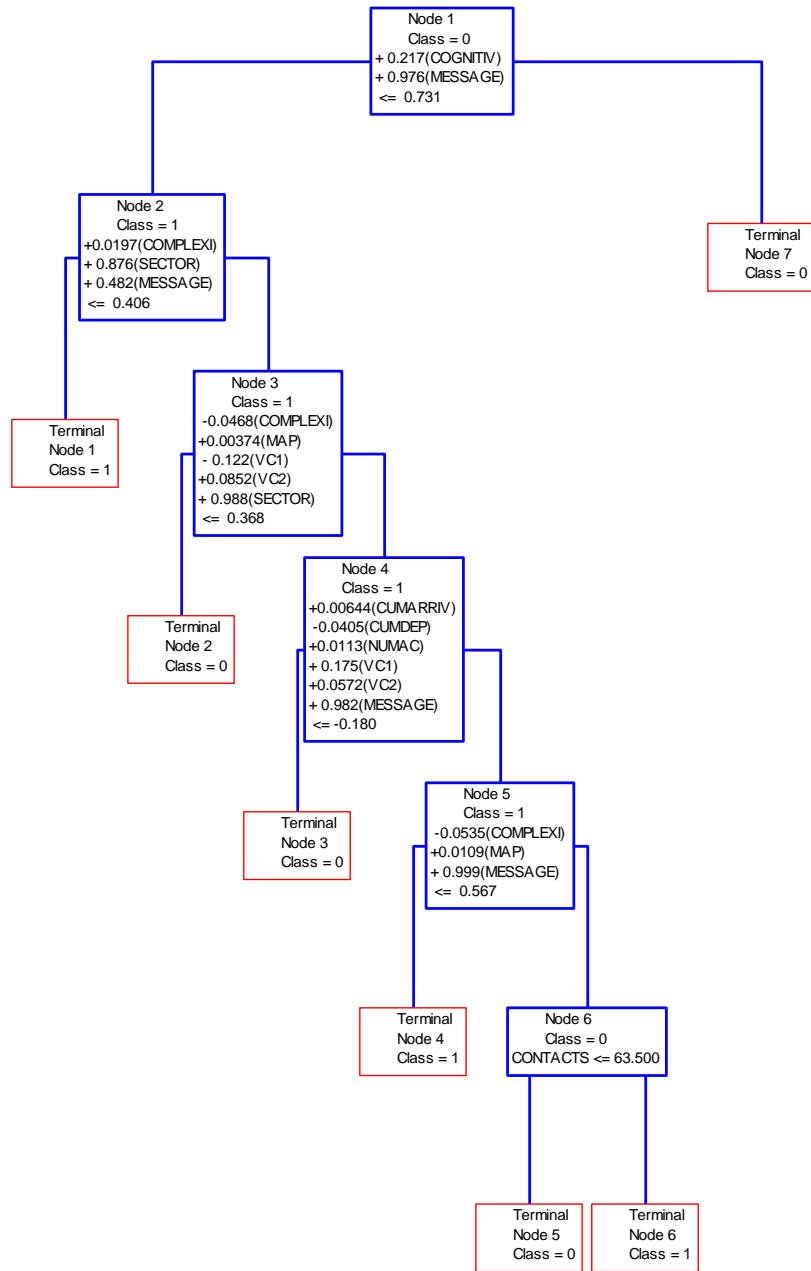 Node 1
Class = 0
+ 0.217(COGNITIV)
+ 0.976(MESSAGE)
<= 0.731
Node 2
Class = 1
+0.0197(COMPLEXI)
+ 0.876(SECTOR)
+ 0.482(MESSAGE)
<= 0.406
Terminal
Node 7
Class = 0
Node 3
Class = 1
-0.0468(COMPLEXI)
+0.00374(MAP)
- 0.122(VC1)
+0.0852(VC2)
+ 0.988(SECTOR)
<= 0.368
Terminal
Node 1
Class = 1
Node 4
Class = 1
+0.00644(CUMARRIV)
-0.0405(CUMDEP)
+0.0113(NUMAC)
+ 0.175(VC1)
+0.0572(VC2)
+ 0.982(MESSAGE)
<= -0.180
Terminal
Node 2
Class = 0
Node 5
Class = 1
-0.0535(COMPLEXI)
+0.0109(MAP)
+ 0.999(MESSAGE)
<= 0.567
Terminal
Node 3
Class = 0
Terminal
Node 4
Class = 1
Node 6
Class = 0
CONTACTS <= 63.500
Terminal
Node 5
Class = 0
Terminal
Node 6
Class = 1